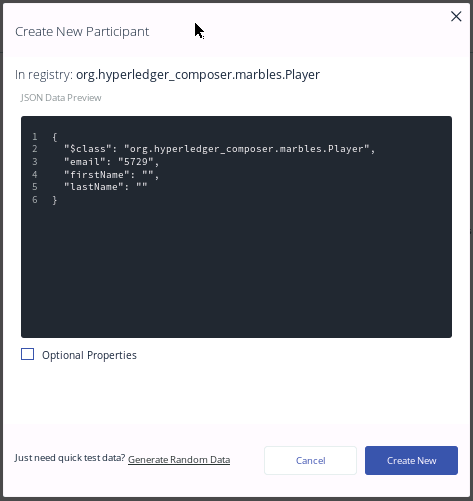 Create New Participant
In registry: org.hyperledger_composer.marbles.Player
JSON Data Preview
1 {
2   "$class": "org.hyperledger_composer.marbles.Player",
3   "email": "5729",
4   "firstName": "",
5   "lastName": ""
6 }
Optional Properties
Just need quick test data? Generate Random Data
Cancel
Create New